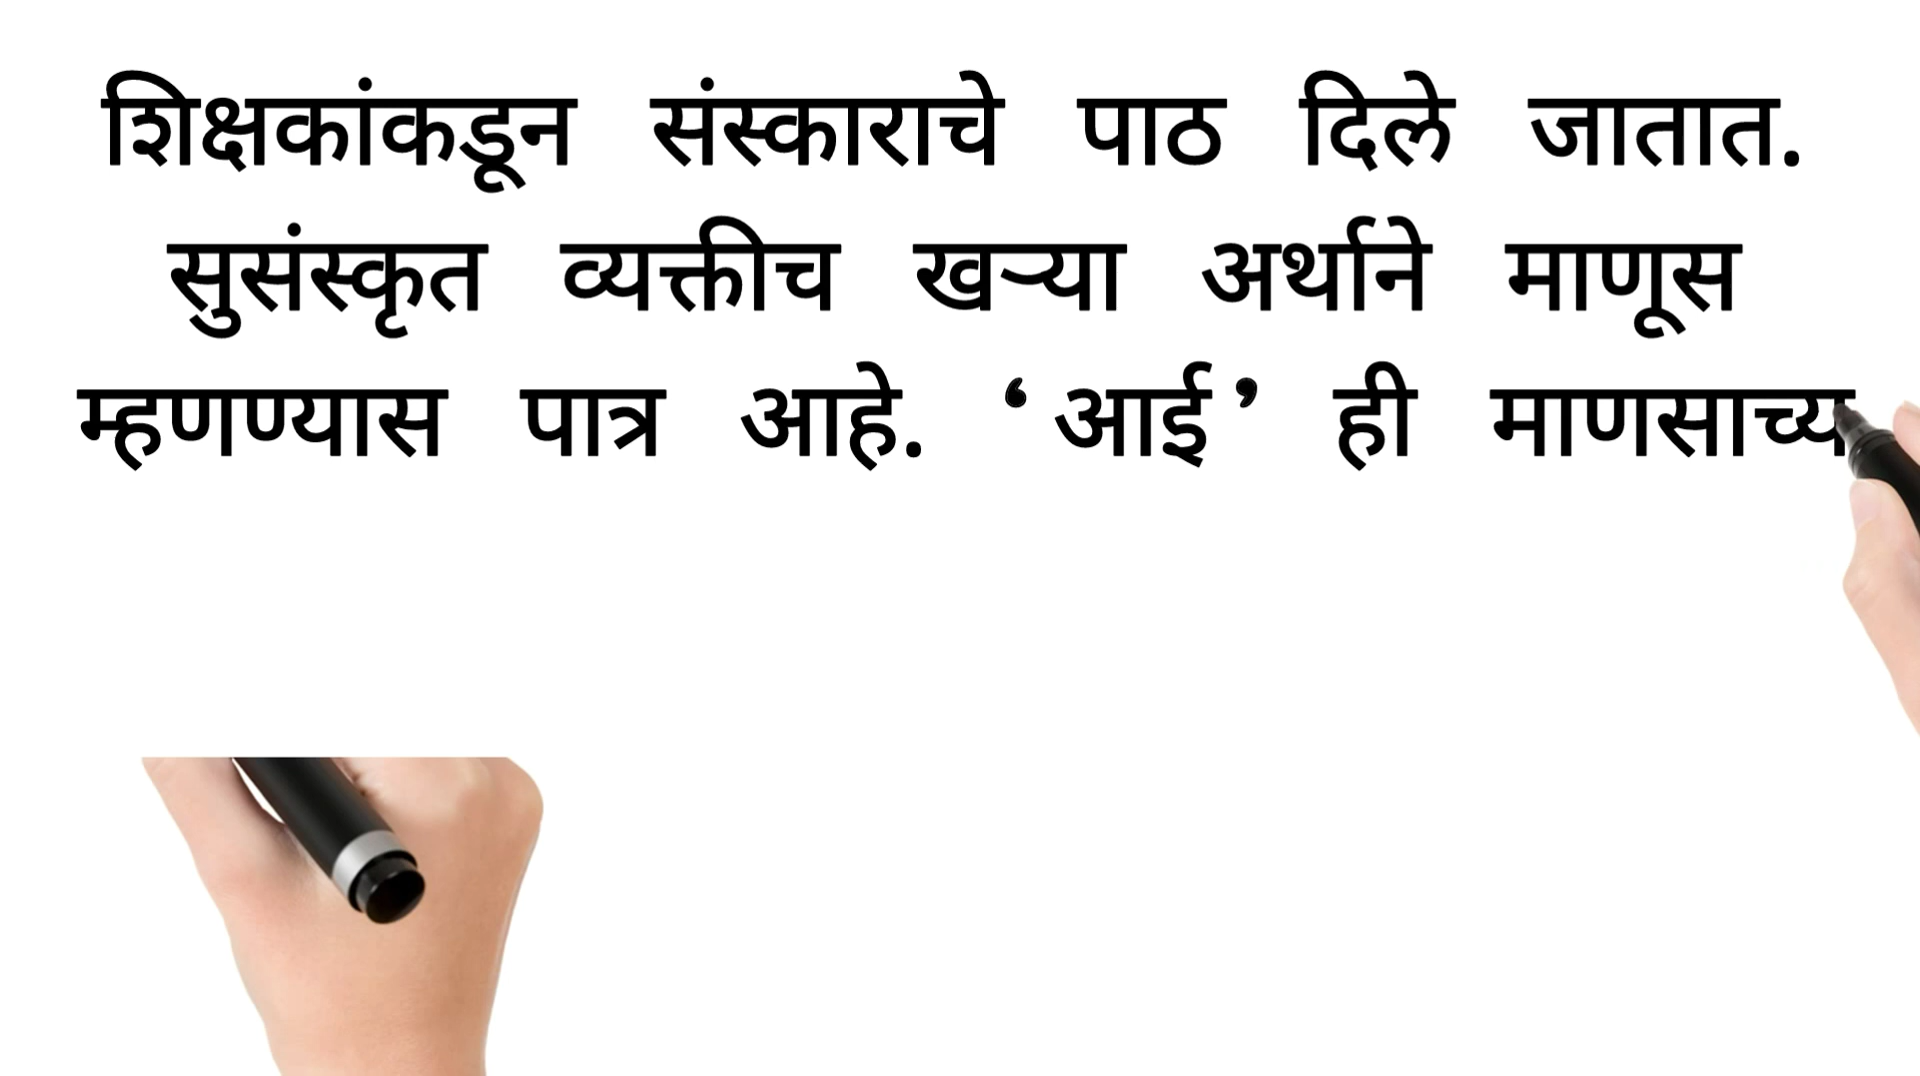 शिक्षकांकडून संस्काराचे पाठ दिले जातात.
सुसंस्कृत व्यक्तीच खऱ्या अर्थाने माणूस
म्हणण्यास पात्र आहे. ‘आई’ ही माणसाच्य